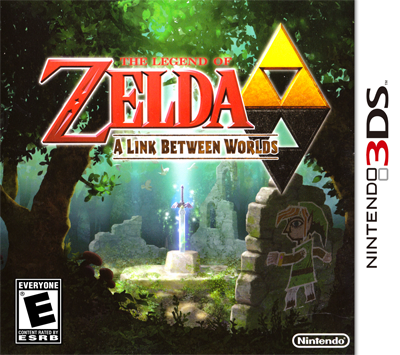 THE LEGEND OF
ZELDA
A LINK BETWEEN WORLDS
NINTENDO 3DS
EVERYONE
E
CONTENT RATED BY
ESRB
Nintendo